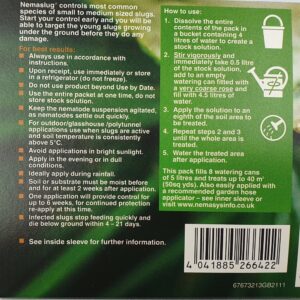 Nemaslug® controls most common
species of small to medium sized slugs.
Start your control early and you will be
able to target the young slugs growing
under the ground before they do any
damage.
For best results:
Always use in accordance with
instructions.
Upon receipt, use immediately or store
in a refrigerator (do not freeze).
Do not use product beyond Use by Date.
Use the entire packet at one time, do not
store stock solution.
Keep the nematode suspension agitated,
as nematodes settle out quickly.
For outdoor/glasshouse /polytunnel
applications use when slugs are active
and soil temperature is consistently
above 5°C.
Avoid applications in bright sunlight.
Apply in the evening or in dull
conditions.
Ideally apply during rainfall.
Soil or substrate must be moist before
and for at least 2 weeks after application.
One application will provide control for
up to 6 weeks, for continued protection
re-apply at this time.
Infected slugs stop feeding quickly and
die below ground within 4 – 21 days.
See inside sleeve for further information.
How to use:
1. Dissolve the entire
contents of the pack in
a bucket containing 4
litres of water to create a
stock solution.
2. Stir vigorously and
immediately take 0.5 litre
of the stock solution, add
to an empty
watering can fitted with
a very coarse rose and
fill with 4.5 litres of
water.
3. Apply the solution to an
eighth of the soil area to
be treated.
4. Repeat steps 2 and 3
until the whole area is
treated.
5. Water the treated area
after application.
This pack fills 8 watering cans
of 5 litres and treats up to 40 m²
(50sq yds). Also easily applied with
a recommended garden hose
applicator – see inner sleeve or
visit www.nemasysinfo.co.uk
4 041885 266422
67673213GB2111